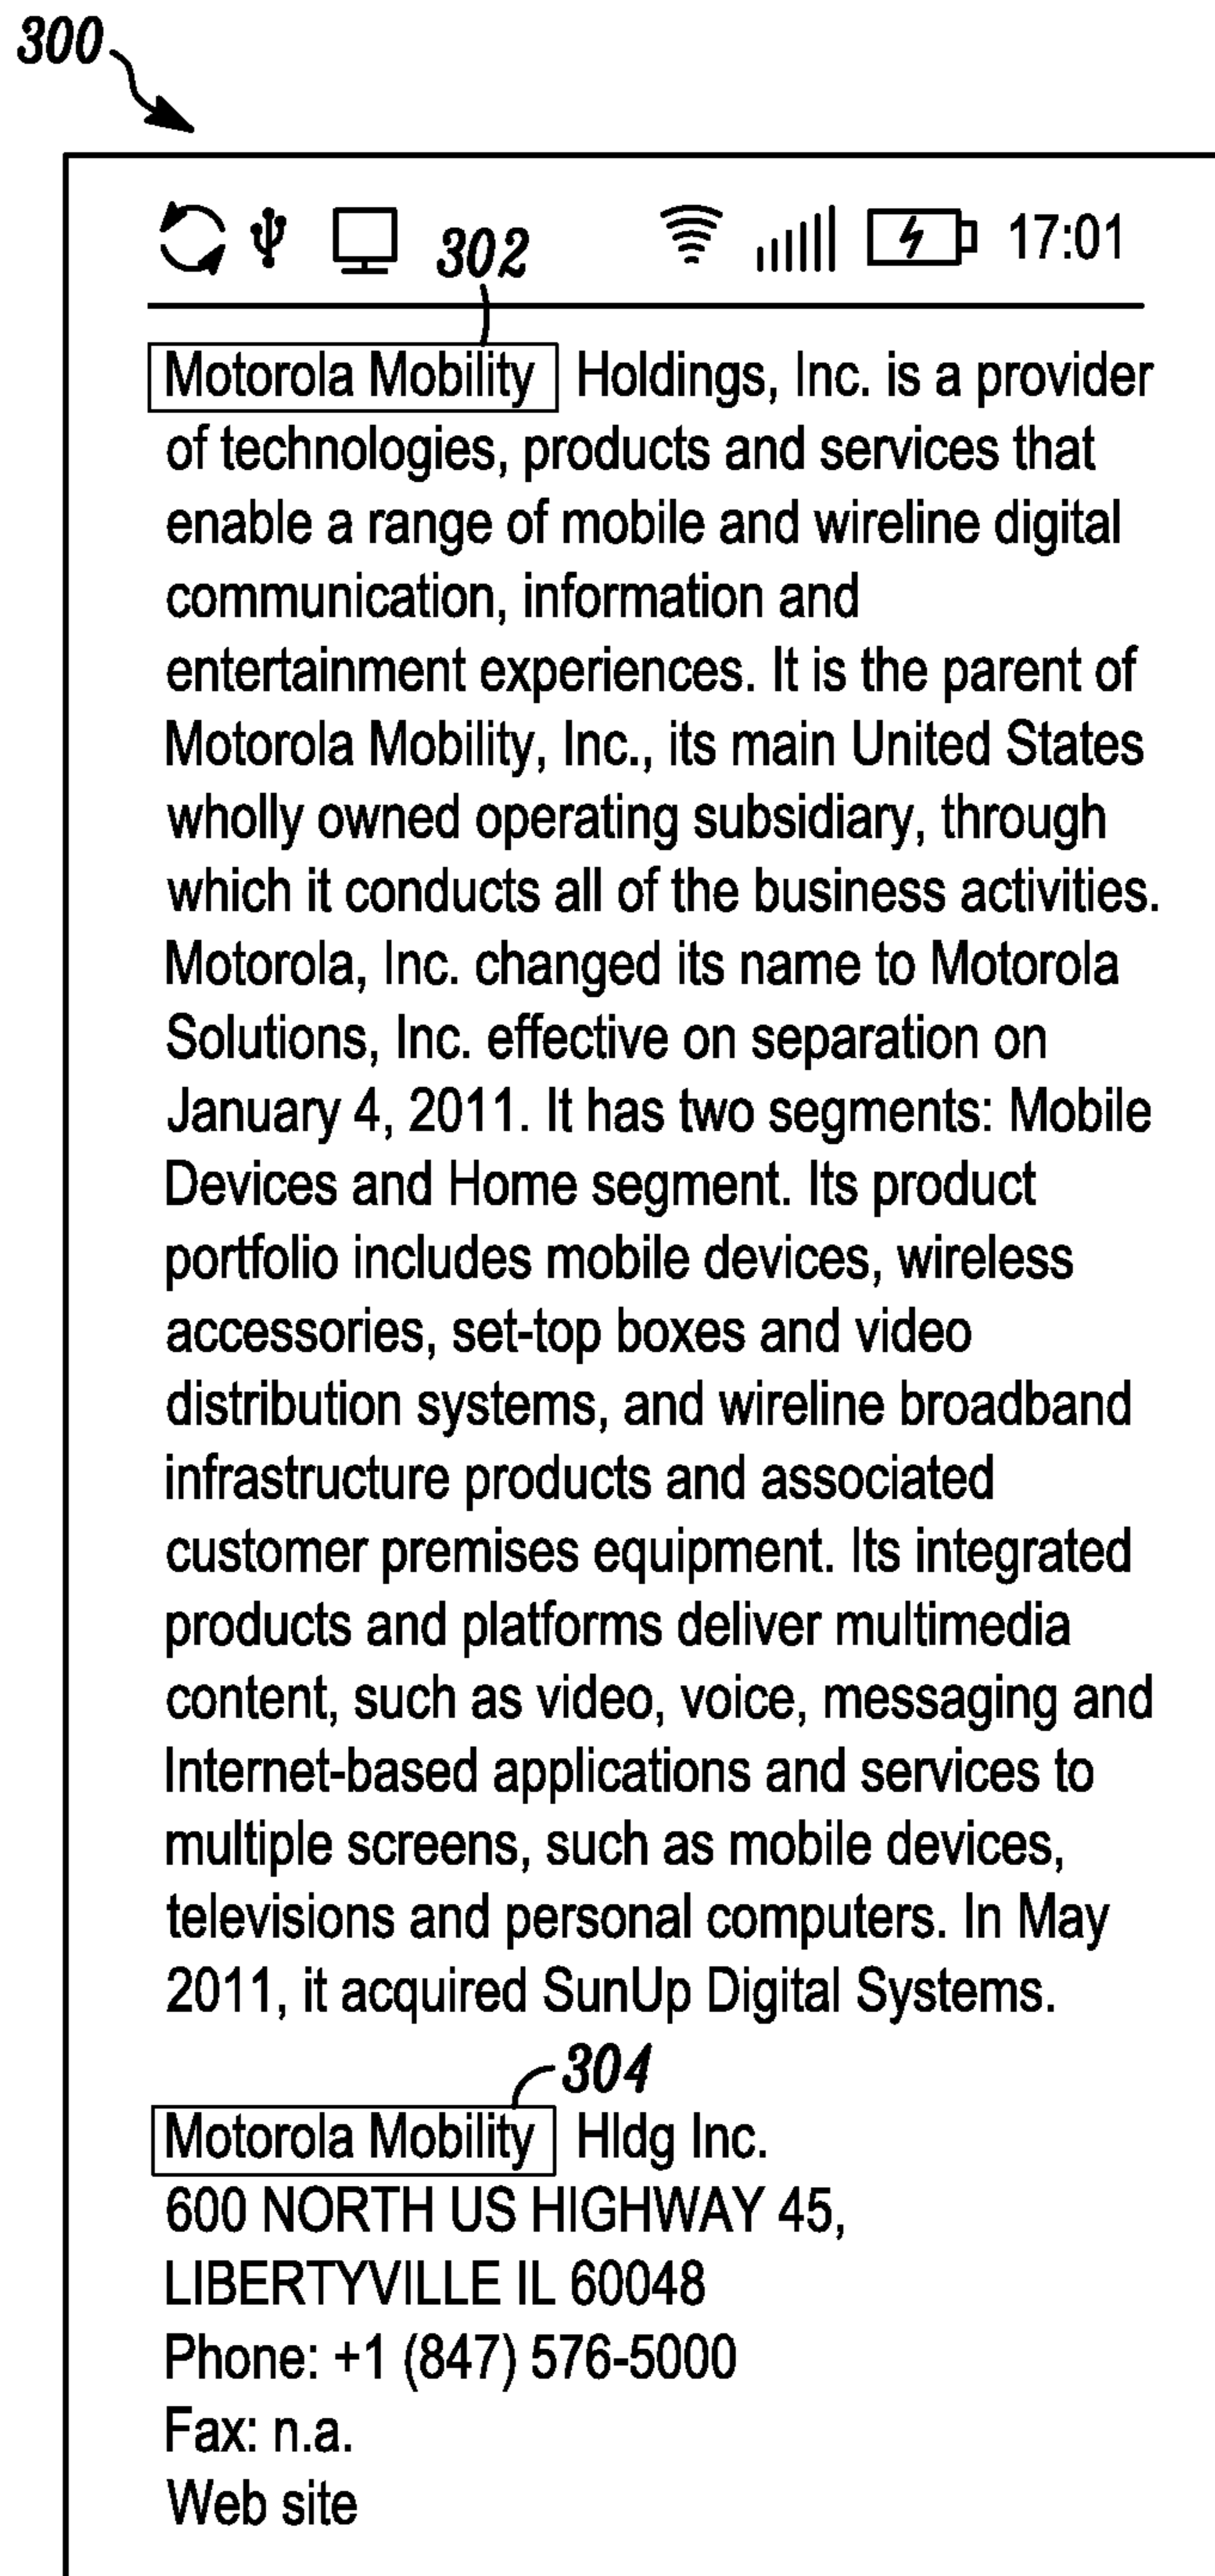 300
302
17:01
Motorola Mobility Holdings, Inc. is a provider
of technologies, products and services that
enable a range of mobile and wireline digital
communication, information and
entertainment experiences. It is the parent of
Motorola Mobility, Inc., its main United States
wholly owned operating subsidiary, through
which it conducts all of the business activities.
Motorola, Inc. changed its name to Motorola
Solutions, Inc. effective on separation on
January 4, 2011. It has two segments: Mobile
Devices and Home segment. Its product
portfolio includes mobile devices, wireless
accessories, set-top boxes and video
distribution systems, and wireline broadband
infrastructure products and associated
customer premises equipment. Its integrated
products and platforms deliver multimedia
content, such as video, voice, messaging and
Internet-based applications and services to
multiple screens, such as mobile devices,
televisions and personal computers. In May
2011, it acquired SunUp Digital Systems.
304
Motorola Mobility Hldg Inc.
600 NORTH US HIGHWAY 45,
LIBERTYVILLE IL 60048
Phone: +1 (847) 576-5000
Fax: n.a.
Web site